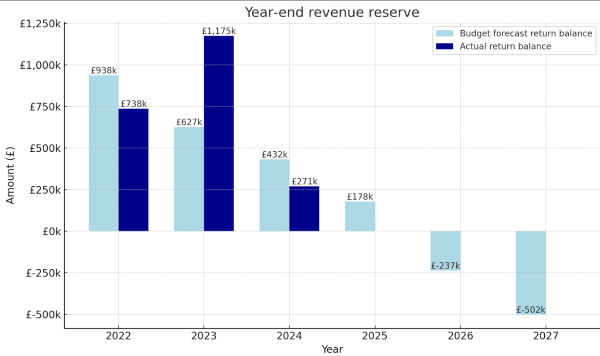 Year-end revenue reserve
Budget forecast return balance
Actual return balance
Amount (£)
£1,250k
£1,000k
£750k
£500k
£250k
£0k
£-250k
£-500k
£938k
£738k
£627k
£1,175k
£432k
£271k
£178k
£-237k
£-502k
2022
2023
2024
2025
2026
2027
Year